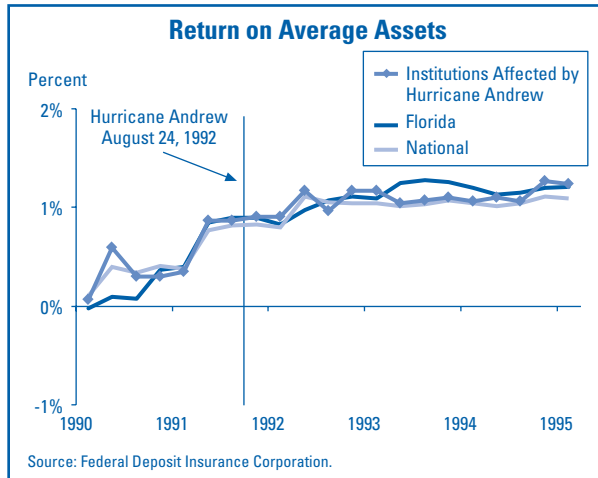 Return on Average Assets
Percent
Institutions Affected by
Hurricane Andrew
Florida
National
Hurricane Andrew
August 24, 1992
2%
1%
0%
-1%
1990 1991 1992 1993 1994 1995
Source: Federal Deposit Insurance Corporation.